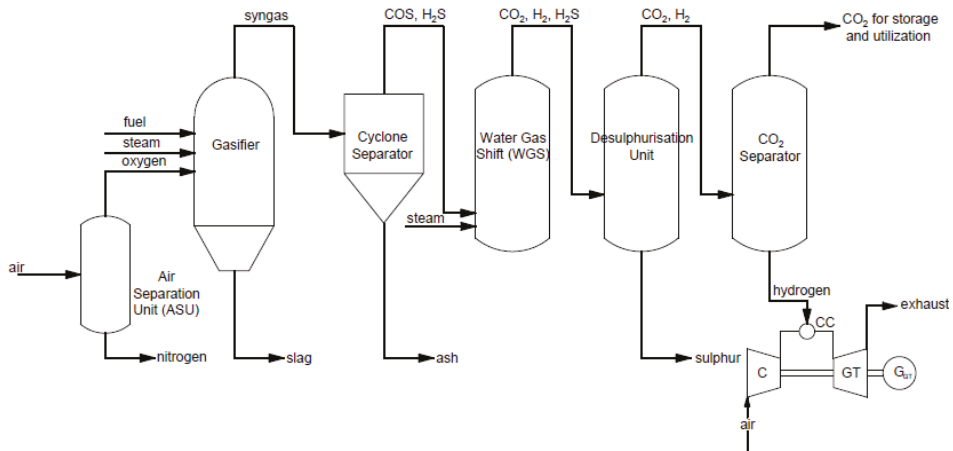 syngas
COS, H₂S
CO₂, H₂, H₂S
CO₂, H₂
CO₂ for storage
and utilization
fuel
steam
oxygen
Gasifier
Cyclone
Separator
Water Gas
Shift (WGS)
Desulphurisation
Unit
CO₂
Separator
steam
air
Air
Separation
Unit (ASU)
nitrogen
slag
ash
sulphur
hydrogen
CC
exhaust
C
GT
G_GT
air